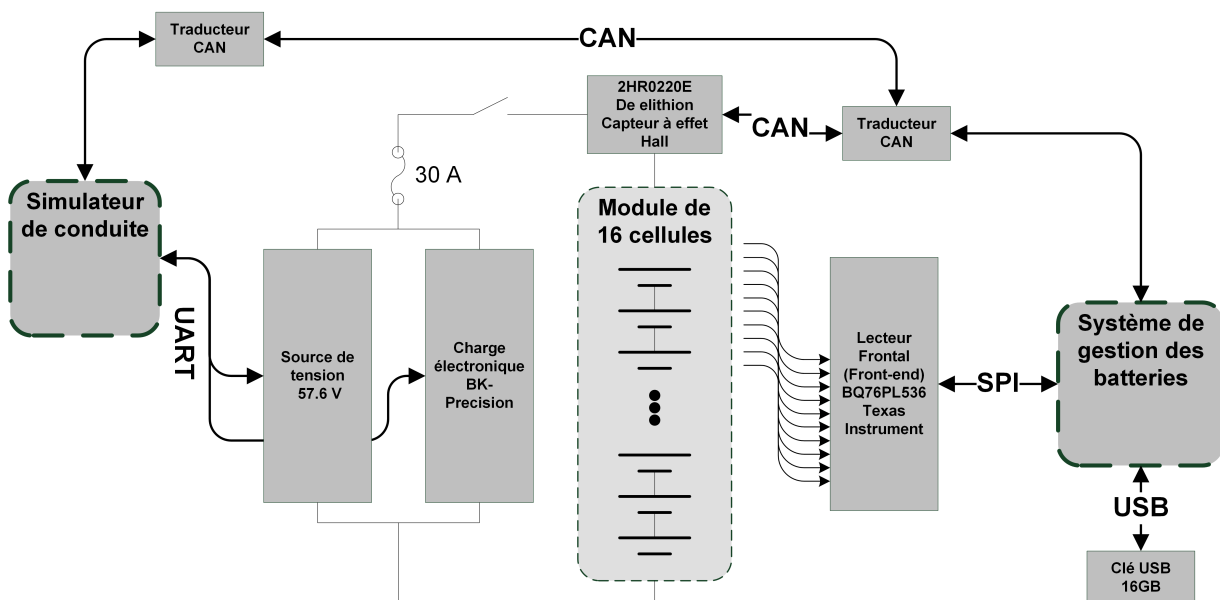 Traducteur
CAN
CAN
2HR0220E
De elithion
Capteur à effet
Hall
CAN
Traducteur
CAN
30 A
Simulateur
de conduite
Module de
16 cellules
UART
Source de
tension
57.6 V
Charge
électronique
BK-
Precision
Lecteur
Frontal
(Front-end)
BQ76PL536
Texas
Instrument
SPI
Système de
gestion des
batteries
USB
Clé USB
16GB